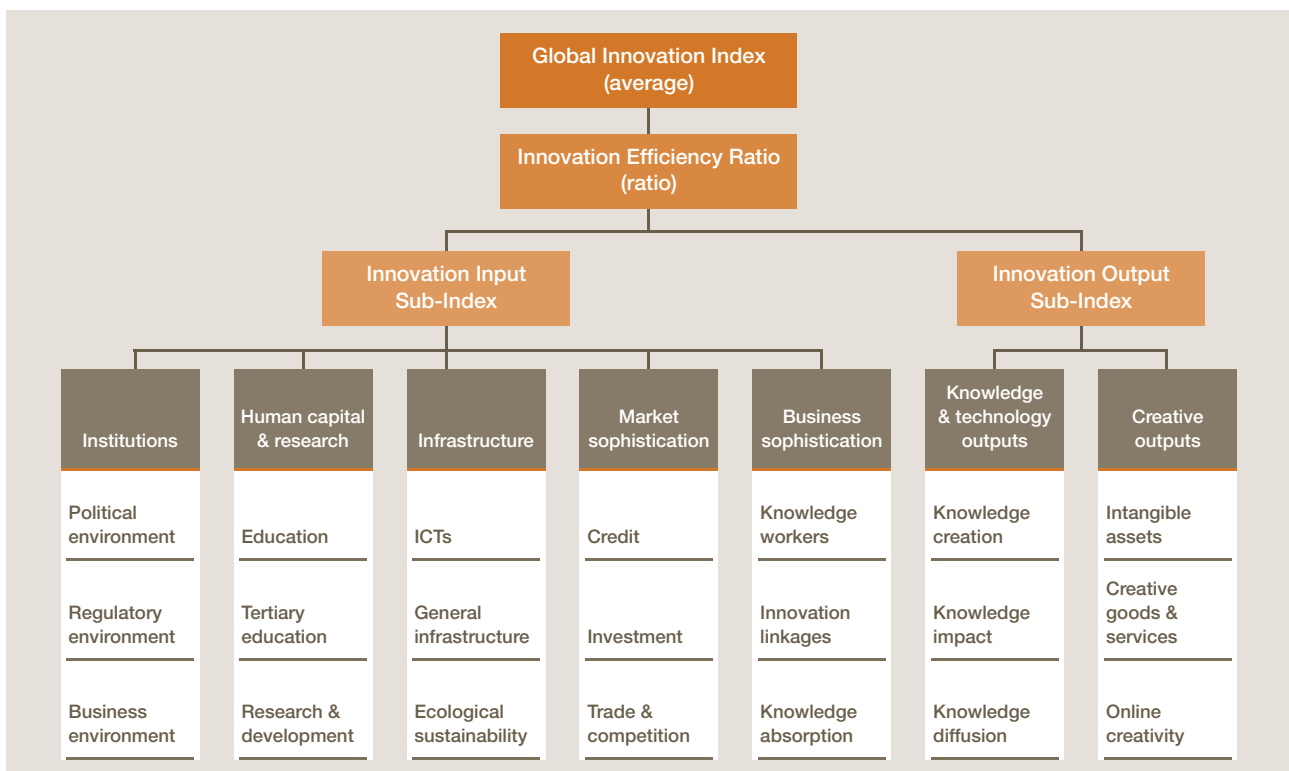 Global Innovation Index
(average)
Innovation Efficiency Ratio
(ratio)
Innovation Input
Sub-Index
Innovation Output
Sub-Index
Institutions
Human capital
& research
Infrastructure
Market
sophistication
Business
sophistication
Knowledge
& technology
outputs
Creative
outputs
Political
environment
Education
ICTs
Credit
Knowledge
workers
Knowledge
creation
Intangible
assets
Regulatory
environment
Tertiary
education
General
infrastructure
Investment
Innovation
linkages
Knowledge
impact
Creative
goods &
services
Business
environment
Research &
development
Ecological
sustainability
Trade &
competition
Knowledge
absorption
Knowledge
diffusion
Online
creativity